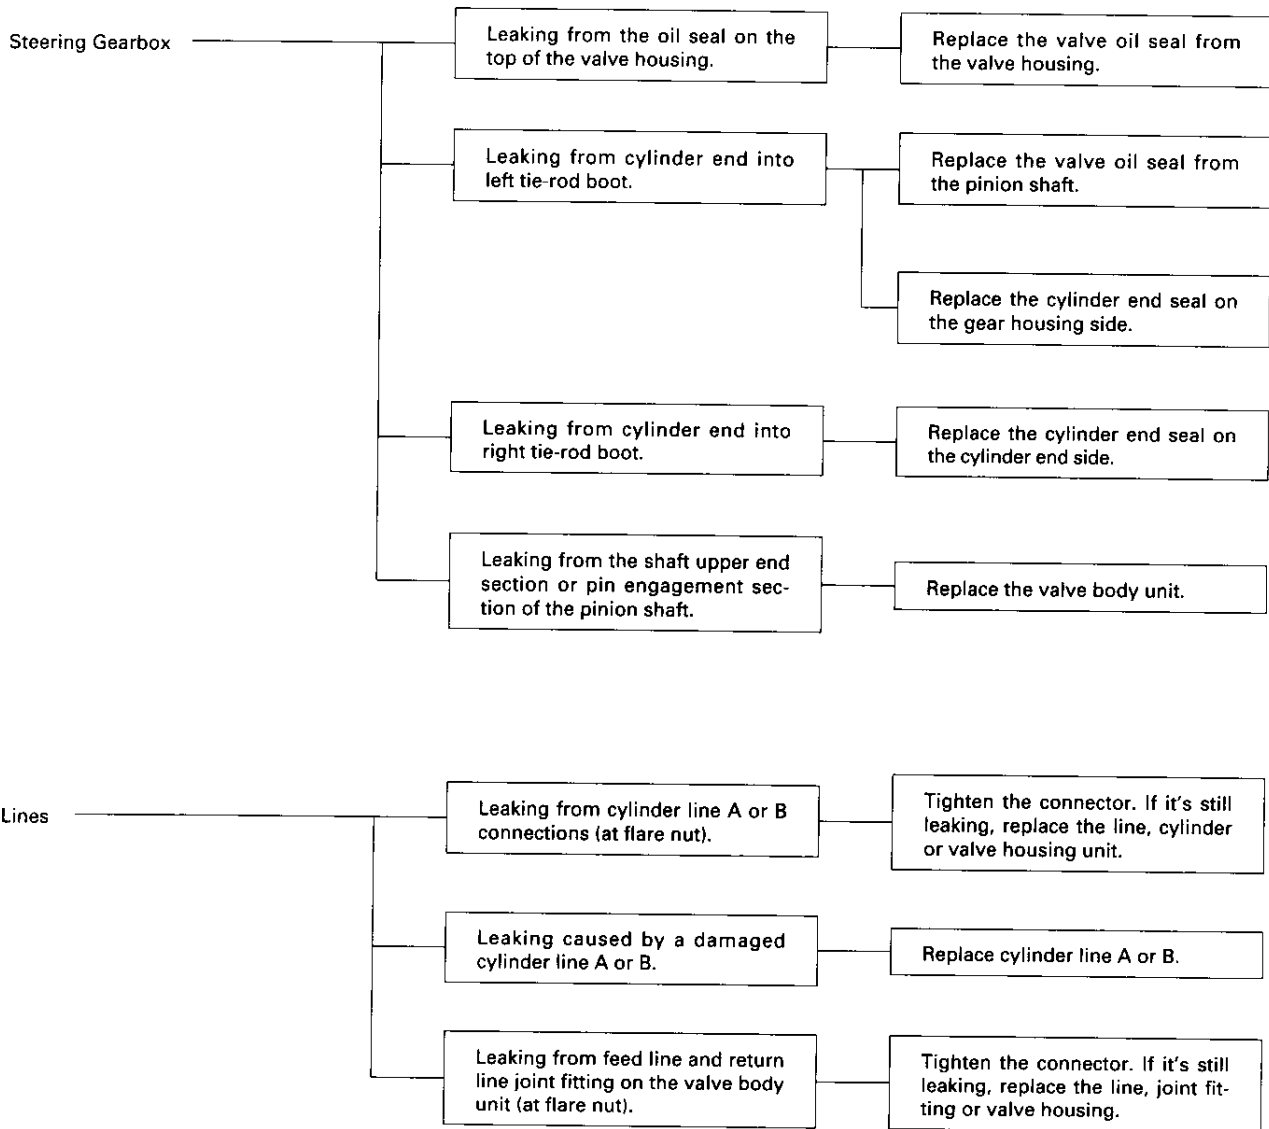 Steering Gearbox
Leaking from the oil seal on the
top of the valve housing.
Replace the valve oil seal from
the valve housing.
Leaking from cylinder end into
left tie-rod boot.
Replace the valve oil seal from
the pinion shaft.
Replace the cylinder end seal on
the gear housing side.
Leaking from cylinder end into
right tie-rod boot.
Replace the cylinder end seal on
the cylinder end side.
Leaking from the shaft upper end
section or pin engagement sec-
tion of the pinion shaft.
Replace the valve body unit.
Lines
Leaking from cylinder line A or B
connections (at flare nut).
Tighten the connector. If it's still
leaking, replace the line, cylinder
or valve housing unit.
Leaking caused by a damaged
cylinder line A or B.
Replace cylinder line A or B.
Leaking from feed line and return
line joint fitting on the valve body
unit (at flare nut).
Tighten the connector. If it's still
leaking, replace the line, joint fit-
ting or valve housing.